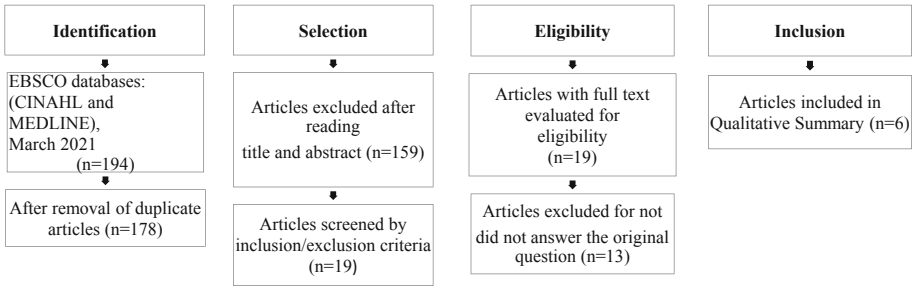 Identification
EBSCO databases:
(CINAHL and
MEDLINE),
March 2021
(n=194)
After removal of duplicate
articles (n=178)
Selection
Articles excluded after
reading
title and abstract (n=159)
Articles screened by
inclusion/exclusion criteria
(n=19)
Eligibility
Articles with full text
evaluated for
eligibility
(n=19)
Articles excluded for not
did not answer the original
question (n=13)
Inclusion
Articles included in
Qualitative Summary (n=6)